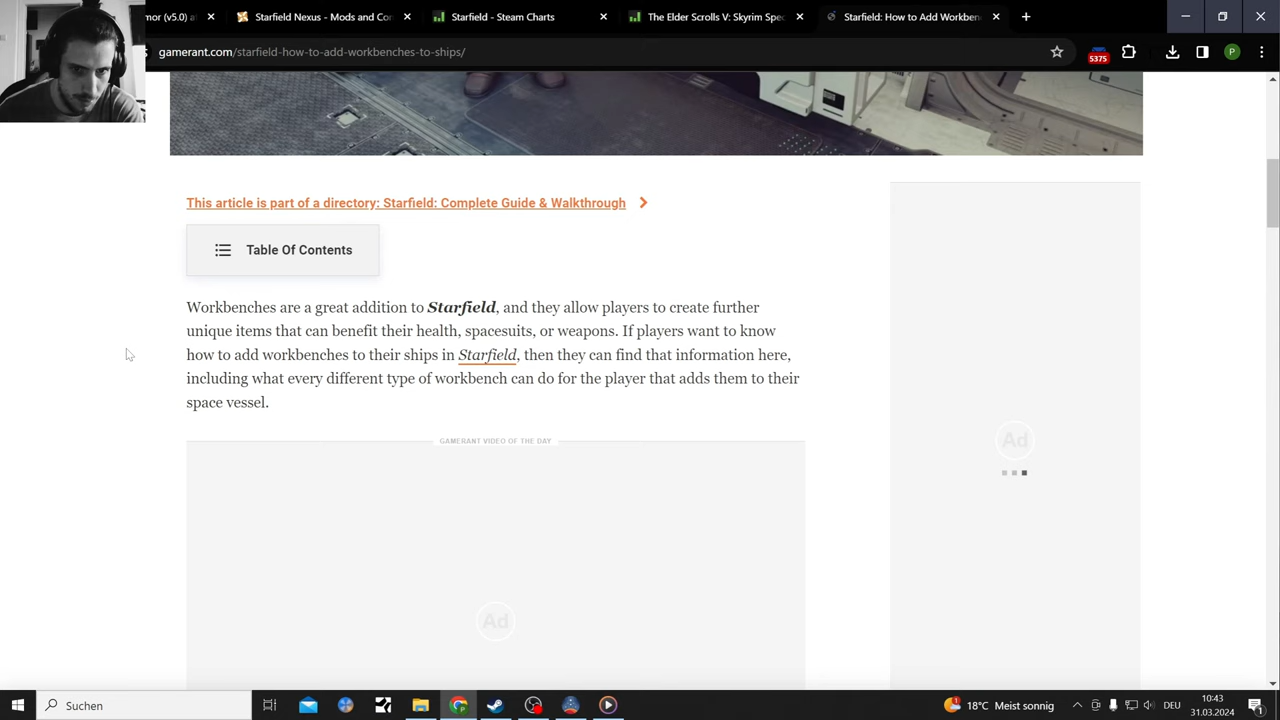 mor (v5.0) a
Starfield Nexus - Mods and Con
Starfield - Steam Charts
The Elder Scrolls V: Skyrim Spec
Starfield: How to Add Workben
gamerant.com/starfield-how-to-add-workbenches-to-ships/
5375
P
This article is part of a directory: Starfield: Complete Guide & Walkthrough
Table Of Contents
Workbenches are a great addition to Starfield, and they allow players to create further
unique items that can benefit their health, spacesuits, or weapons. If players want to know
how to add workbenches to their ships in Starfield, then they can find that information here,
including what every different type of workbench can do for the player that adds them to their
space vessel.
GAMERANT VIDEO OF THE DAY
Ad
Ad
Suchen
18°C Meist sonnig
DEU
10:43
31.03.2024
1